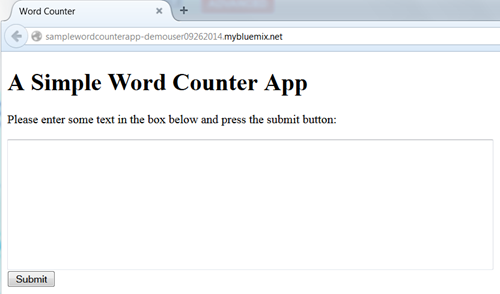 Word Counter
samplewordcounterapp-demouser09262014.mybluemix.net
A Simple Word Counter App
Please enter some text in the box below and press the submit button:
Submit